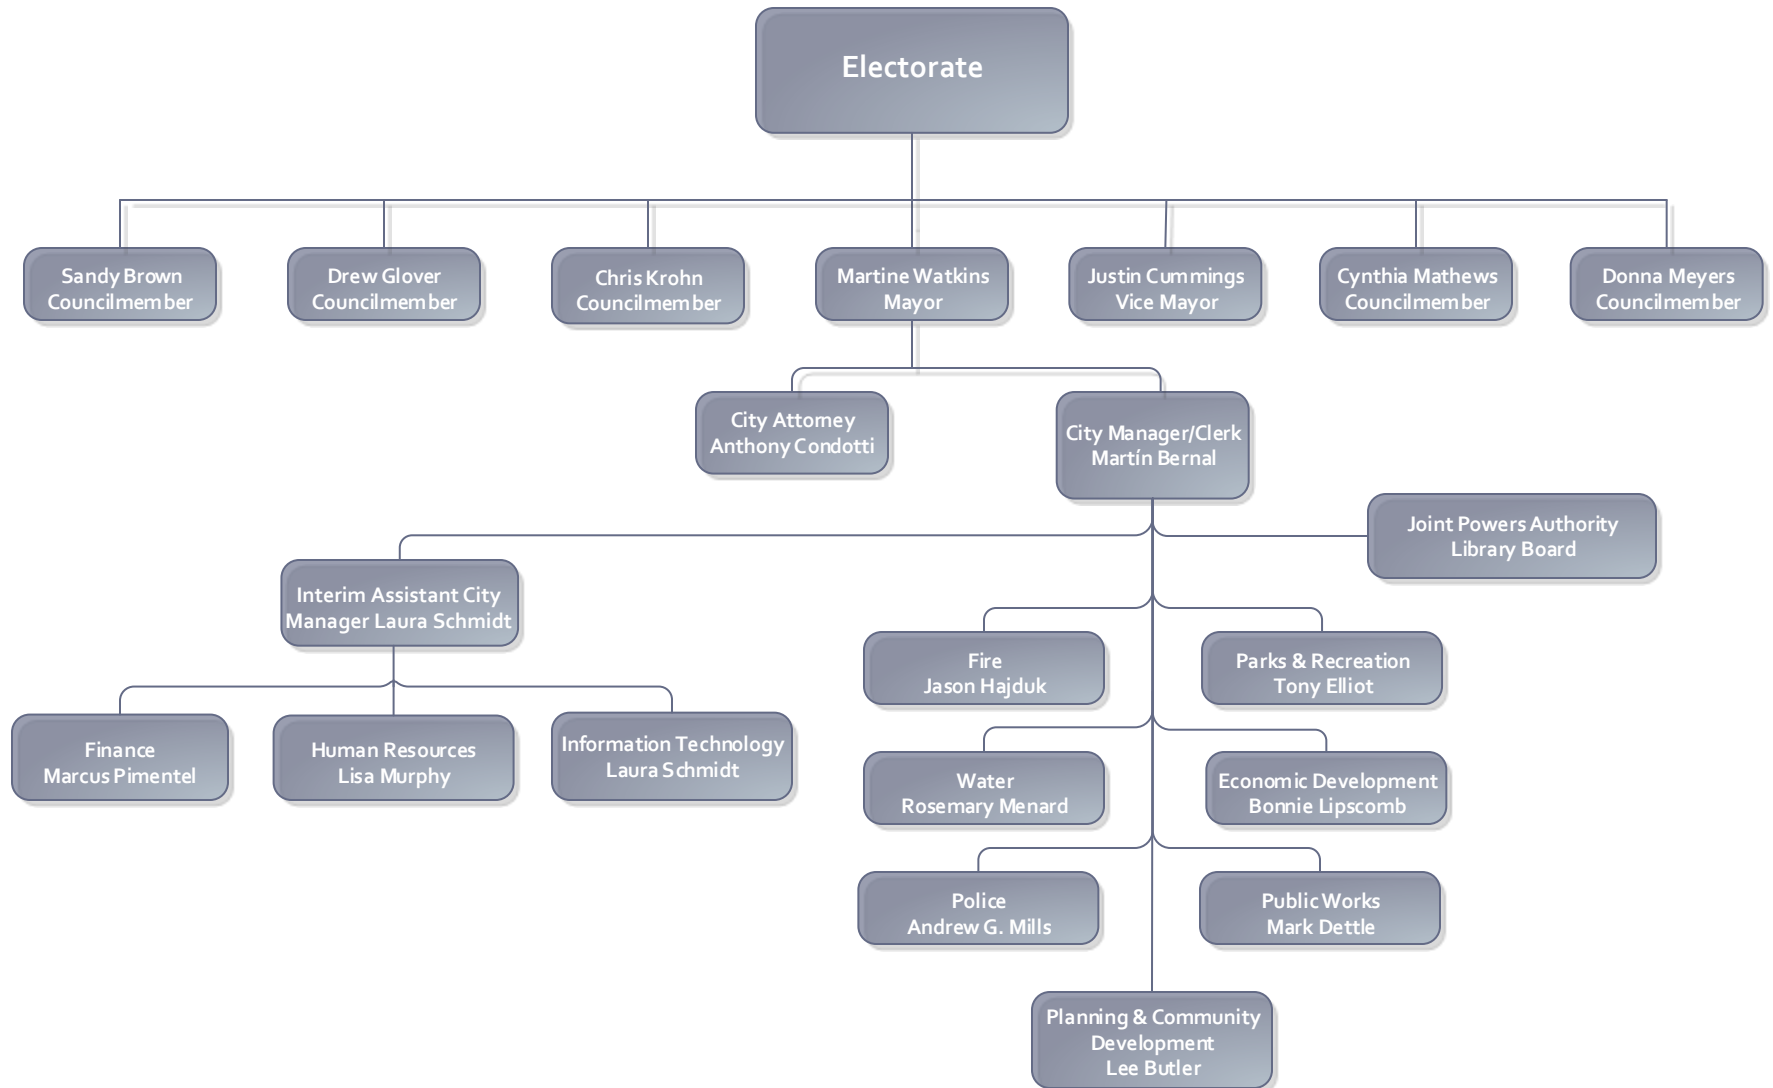 Electorate
Sandy Brown
Councilmember
Drew Glover
Councilmember
Chris Krohn
Councilmember
Martine Watkins
Mayor
Justin Cummings
Vice Mayor
Cynthia Mathews
Councilmember
Donna Meyers
Councilmember
City Attorney
Anthony Condotti
City Manager/Clerk
Martín Bernal
Joint Powers Authority
Library Board
Interim Assistant City
Manager Laura Schmidt
Fire
Jason Hajduk
Parks & Recreation
Tony Elliot
Finance
Marcus Pimentel
Human Resources
Lisa Murphy
Information Technology
Laura Schmidt
Water
Rosemary Menard
Economic Development
Bonnie Lipscomb
Police
Andrew G. Mills
Public Works
Mark Dettle
Planning & Community
Development
Lee Butler